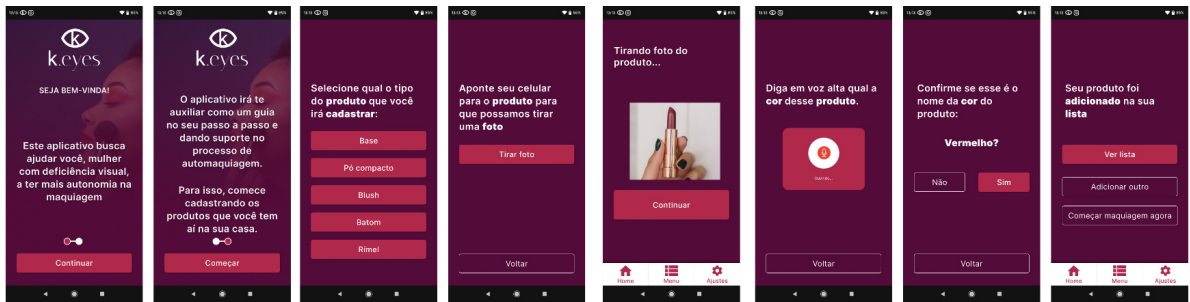 k.eyes
SEJA BEM-VINDA!
Este aplicativo busca
ajudar você, mulher
com deficiência visual,
a ter mais autonomia na
maquiagem
Continuar
k.eyes
O aplicativo irá te
auxiliar como um guia
no seu passo a passo e
dando suporte no
processo de
automaquiagem.
Para isso, comece
cadastrando os
produtos que você tem
aí na sua casa.
Começar
Selecione qual o tipo
do produto que você
irá cadastrar:
Base
Pó compacto
Blush
Batom
Rímel
Aponte seu celular
para o produto para
que possamos tirar
uma foto
Tirar foto
Voltar
Tirando foto do
produto...
Continuar
Home Menu Ajustes
Diga em voz alta qual a
cor desse produto.
Voltar
Confirme se esse é o
nome da cor do
produto:
Vermelho?
Não Sim
Voltar
Seu produto foi
adicionado na sua
lista
Ver lista
Adicionar outro
Começar maquiagem agora
Home Menu Ajustes